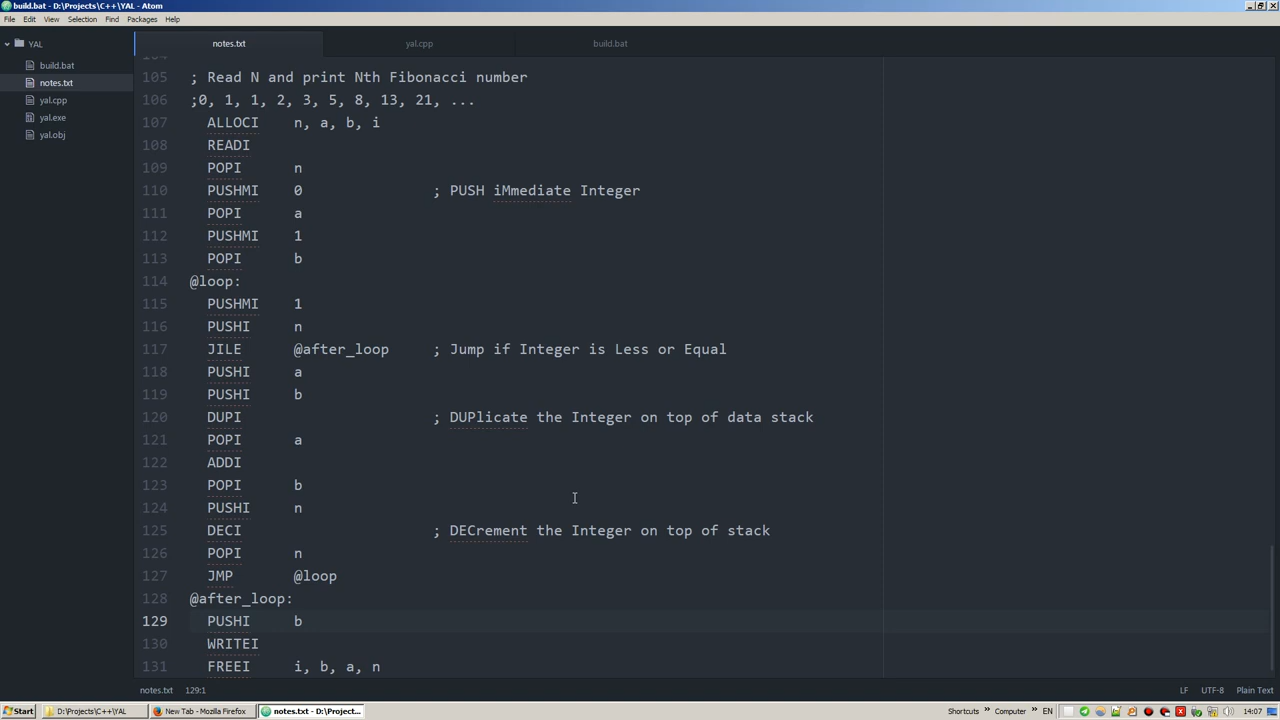 build.bat - D:\Projects\C++\YAL - Atom
File Edit View Selection Find Packages Help
YAL
build.bat
notes.txt
yal.cpp
yal.exe
yal.obj
notes.txt yal.cpp build.bat
105 ; Read N and print Nth Fibonacci number
106 ;0, 1, 1, 2, 3, 5, 8, 13, 21, ...
107 ALLOCI n, a, b, i
108 READI
109 POPI n
110 PUSHMI 0 ; PUSH iMmediate Integer
111 POPI a
112 PUSHMI 1
113 POPI b
114 @loop:
115 PUSHMI 1
116 PUSHI n
117 JILE @after_loop ; Jump if Integer is Less or Equal
118 PUSHI a
119 PUSHI b
120 DUPI ; DUPlicate the Integer on top of data stack
121 POPI a
122 ADDI
123 POPI b
124 PUSHI n
125 DECI ; DECrement the Integer on top of stack
126 POPI n
127 JMP @loop
128 @after_loop:
129 PUSHI b
130 WRITEI
131 FREEI i, b, a, n
notes.txt 129:1 LF UTF-8 Plain Text
Start D:\Projects\C++\YAL New Tab - Mozilla Firefox notes.txt - D:\Project... Shortcuts » Computer » EN 14:07